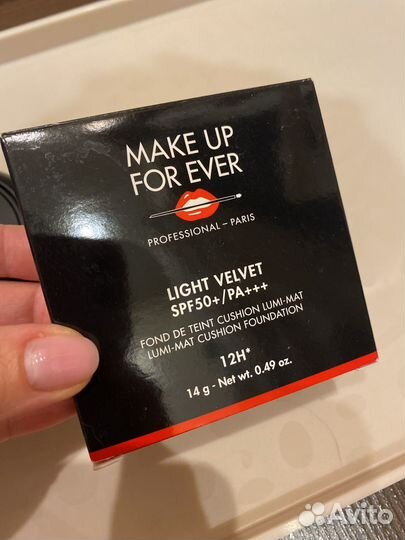 MAKE UP
FOR EVER
PROFESSIONAL – PARIS
LIGHT VELVET
SPF50+/PA+++
FOND DE TEINT CUSHION LUMI-MAT
LUMI-MAT CUSHION FOUNDATION
12H*
14 g - Net wt. 0.49 oz.
Avito